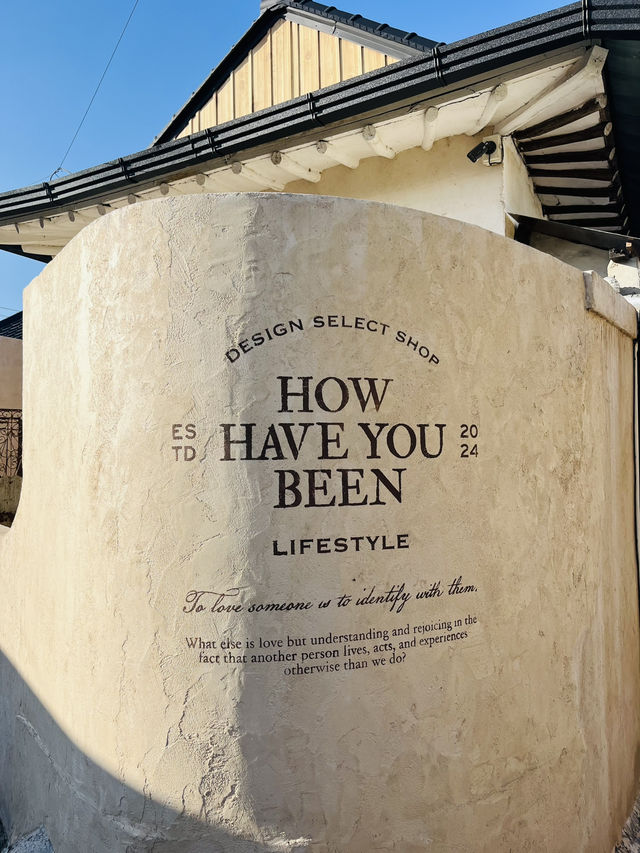 DESIGN SELECT SHOP
HOW
ES HAVE YOU 20
TD 24
BEEN
LIFESTYLE
To love someone is to identify with them.
What else is love but understanding and rejoicing in the
fact that another person lives, acts, and experiences
otherwise than we do?